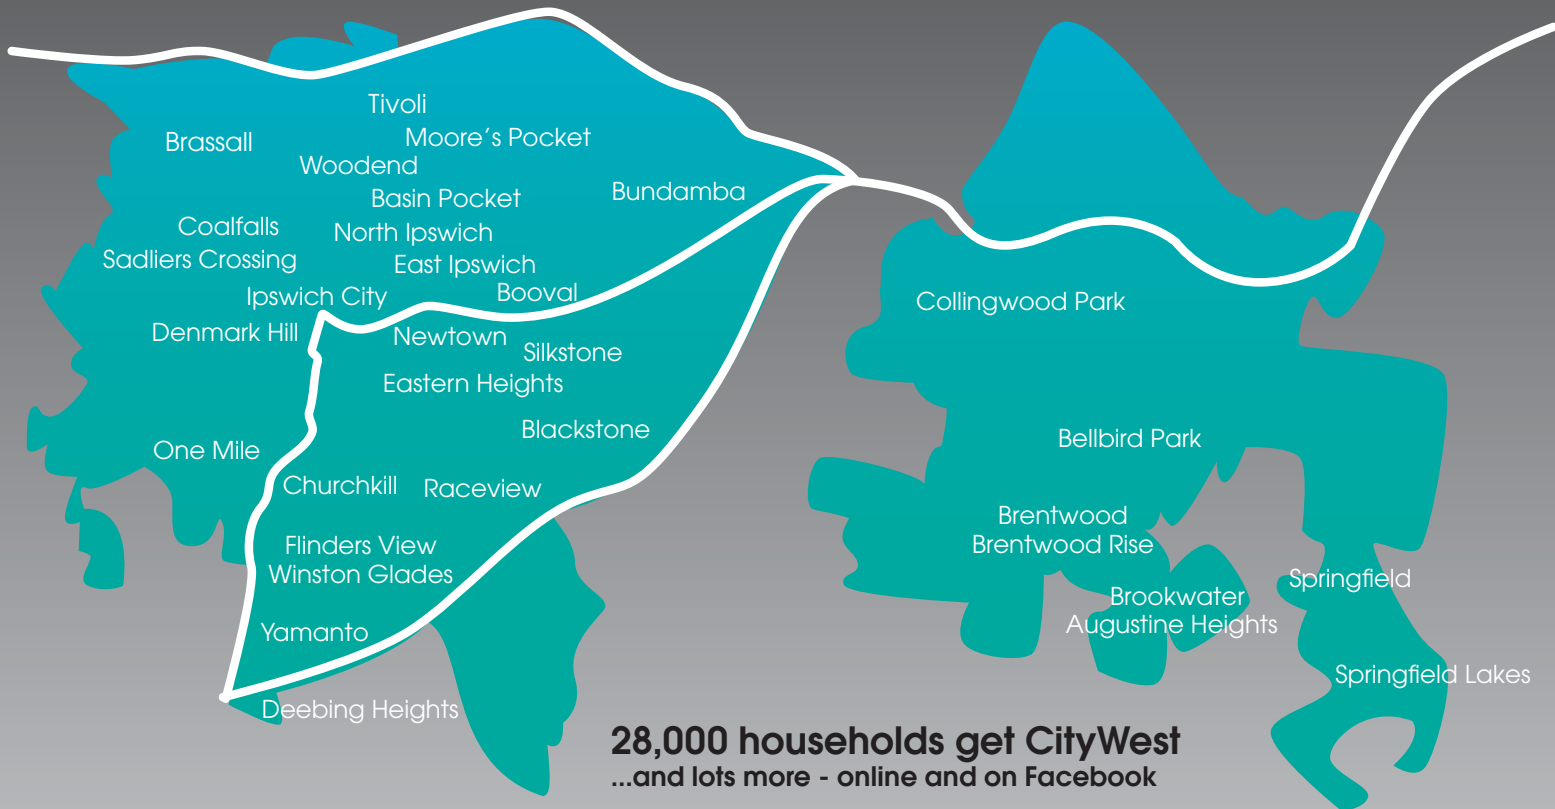 Tivoli
Brassall
Moore's Pocket
Woodend
Basin Pocket
Bundamba
Coalfalls
North Ipswich
Sadliers Crossing
East Ipswich
Ipswich City
Booval
Denmark Hill
Newtown
Silkstone
Eastern Heights
Blackstone
One Mile
Churchkill
Raceview
Flinders View
Winston Glades
Yamanto
Deebing Heights
Collingwood Park
Bellbird Park
Brentwood
Brentwood Rise
Springfield
Brookwater
Augustine Heights
Springfield Lakes
28,000 households get CityWest
...and lots more - online and on Facebook